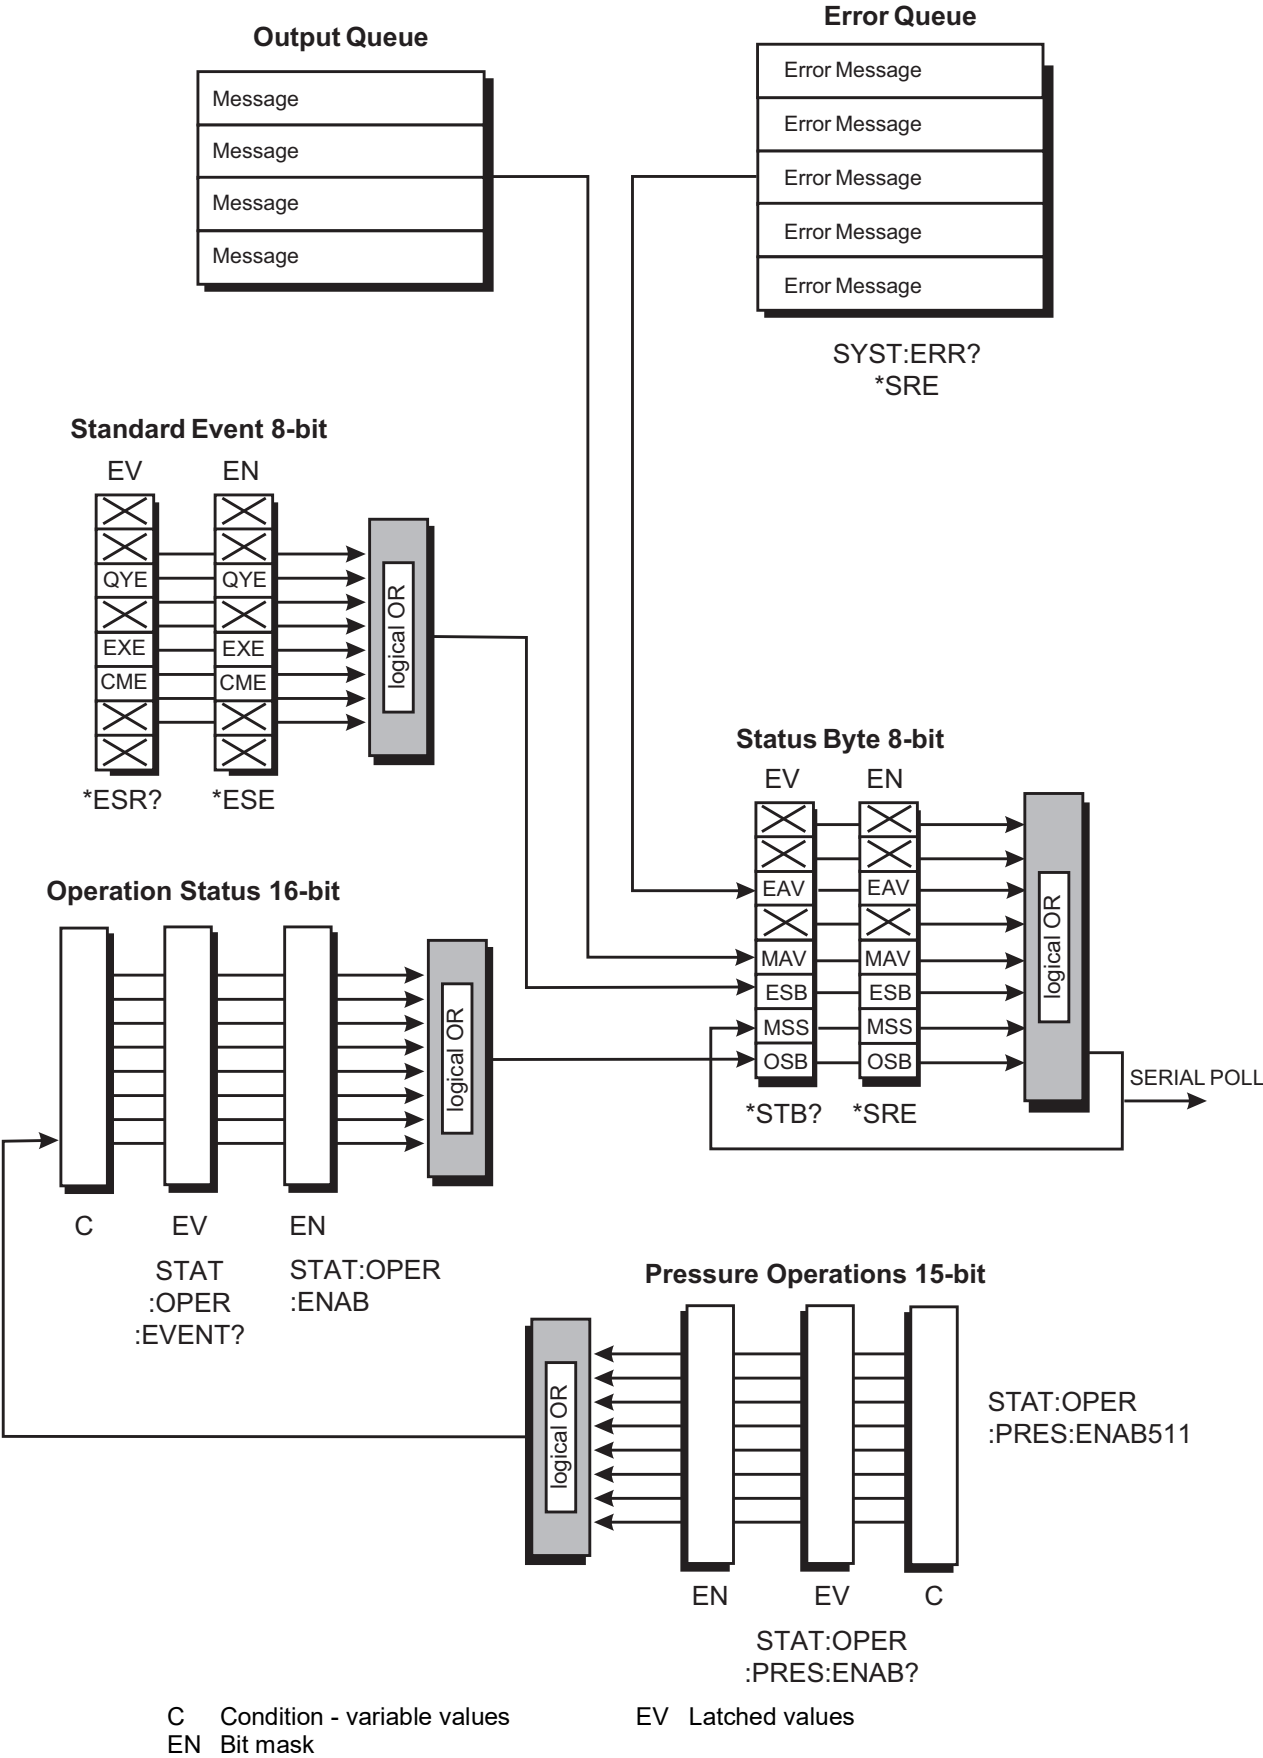 Output Queue
Message
Message
Message
Message
Error Queue
Error Message
Error Message
Error Message
Error Message
Error Message
SYST:ERR?
*SRE
Standard Event 8-bit
EV EN
QYE QYE
EXE EXE
CME CME
*ESR? *ESE
logical OR
Status Byte 8-bit
EV EN
EAV EAV
MAV MAV
ESB ESB
MSS MSS
OSB OSB
*STB? *SRE
logical OR
SERIAL POLL
Operation Status 16-bit
logical OR
C EV EN
STAT
:OPER
:EVENT?
STAT:OPER
:ENAB
Pressure Operations 15-bit
logical OR
STAT:OPER
:PRES:ENAB511
EN EV C
STAT:OPER
:PRES:ENAB?
C Condition - variable values EV Latched values
EN Bit mask